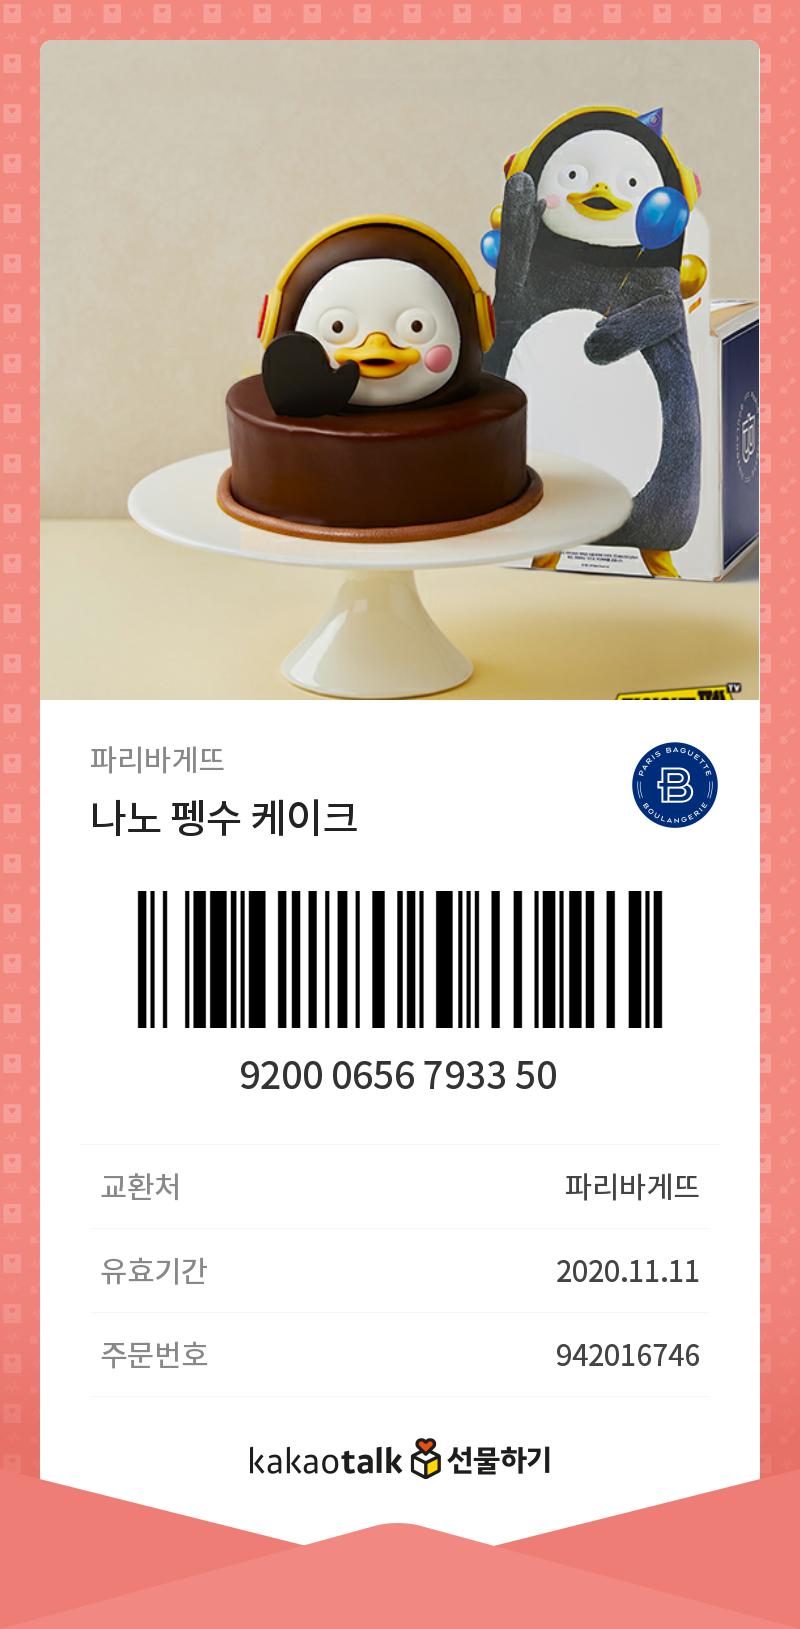 파리바게뜨
PARIS BAGUETTE
B
BOULANGERIE
나노 펭수 케이크
9200 0656 7933 50
교환처 파리바게뜨
유효기간 2020.11.11
주문번호 942016746
kakaotalk 선물하기